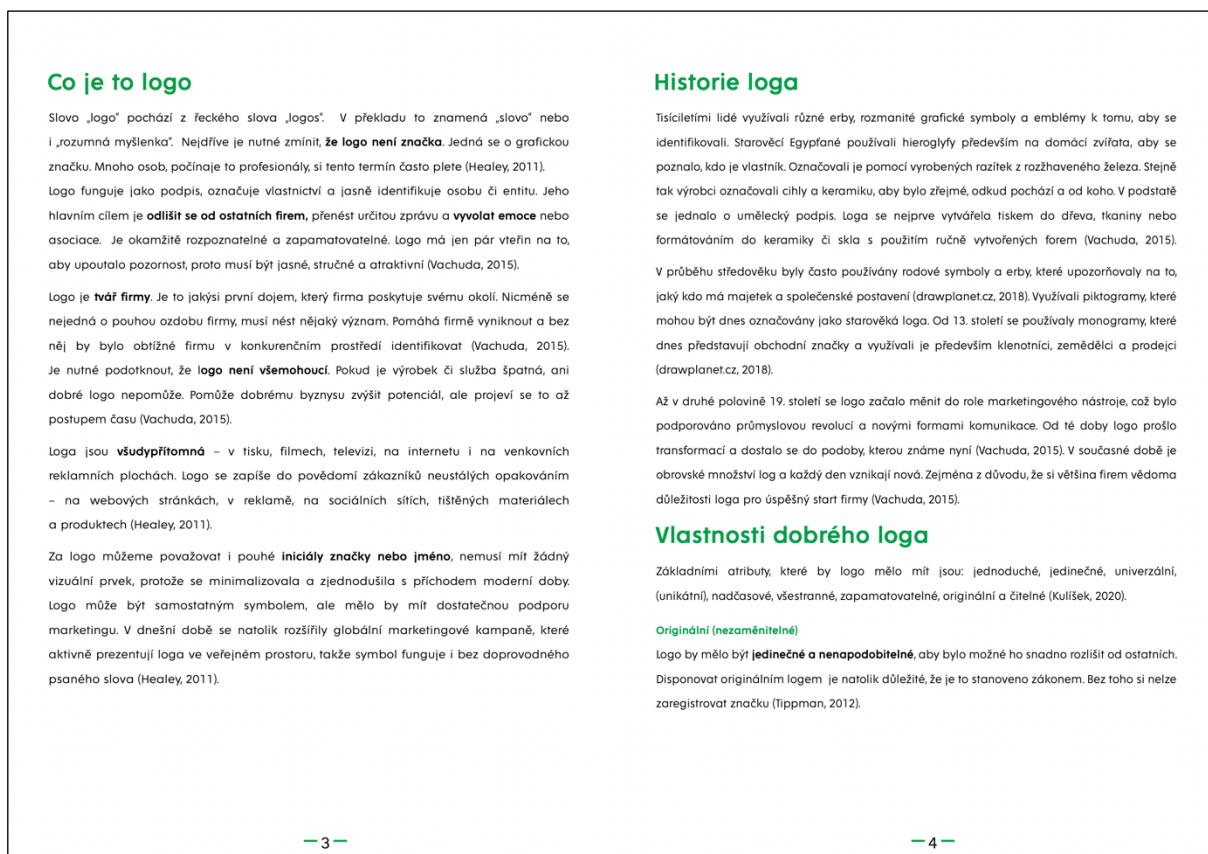 Co je to logo
Slovo „logo“ pochází z řeckého slova „logos“. V překladu to znamená „slovo“ nebo
i „rozumná myšlenka“. Nejdříve je nutné zmínit, že logo není značka. Jedná se o grafickou
značku. Mnoho osob, počínaje to profesionály, si tento termín často plete (Healey, 2011).
Logo funguje jako podpis, označuje vlastnictví a jasně identifikuje osobu či entitu. Jeho
hlavním cílem je odlišit se od ostatních firem, přenést určitou zprávu a vyvolat emoce nebo
asociace. Je okamžitě rozpoznatelné a zapamatovatelné. Logo má jen pár vteřin na to,
aby upoutalo pozornost, proto musí být jasné, stručné a atraktivní (Vachuda, 2015).
Logo je tvář firmy. Je to jakýsi první dojem, který firma poskytuje svému okolí. Nicméně se
nejedná o pouhou ozdobu firmy, musí nést nějaký význam. Pomáhá firmě vyniknout a bez
něj by bylo obtížné firmu v konkurenčním prostředí identifikovat (Vachuda, 2015).
Je nutné podotknout, že logo není všemohoucí. Pokud je výrobek či služba špatná, ani
dobré logo nepomůže. Pomůže dobrému byznysu zvýšit potenciál, ale projeví se to až
postupem času (Vachuda, 2015).
Loga jsou všudypřítomná – v tisku, filmech, televizi, na internetu i na venkovních
reklamních plochách. Logo se zapíše do povědomí zákazníků neustálých opakováním
– na webových stránkách, v reklamě, na sociálních sítích, tištěných materiálech
a produktech (Healey, 2011).
Za logo můžeme považovat i pouhé iniciály značky nebo jméno, nemusí mít žádný
vizuální prvek, protože se minimalizovala a zjednodušila s příchodem moderní doby.
Logo může být samostatným symbolem, ale mělo by mít dostatečnou podporu
marketingu. V dnešní době se natolik rozšířily globální marketingové kampaně, které
aktivně prezentují loga ve veřejném prostoru, takže symbol funguje i bez doprovodného
psaného slova (Healey, 2011).
3
Historie loga
Tisíciletími lidé využívali různé erby, rozmanité grafické symboly a emblémy k tomu, aby se
identifikovali. Starověcí Egypťané používali hieroglyfy především na domácí zvířata, aby se
poznalo, kdo je vlastník. Označovali je pomocí vyrobených razítek z rozžhaveného železa. Stejně
tak výrobci označovali cihly a keramiku, aby bylo zřejmé, odkud pochází a od koho. V podstatě
se jednalo o umělecký podpis. Loga se nejprve vytvářela tiskem do dřeva, tkaniny nebo
formátováním do keramiky či skla s použitím ručně vytvořených forem (Vachuda, 2015).
V průběhu středověku byly často používány rodové symboly a erby, které upozorňovaly na to,
jaký kdo má majetek a společenské postavení (drawplanet.cz, 2018). Využívali piktogramy, které
mohou být dnes označovány jako starověká loga. Od 13. století se používaly monogramy, které
dnes představují obchodní značky a využívali je především klenotníci, zemědělci a prodejci
(drawplanet.cz, 2018).
Až v druhé polovině 19. století se logo začalo měnit do role marketingového nástroje, což bylo
podporováno průmyslovou revolucí a novými formami komunikace. Od té doby logo prošlo
transformací a dostalo se do podoby, kterou známe nyní (Vachuda, 2015). V současné době je
obrovské množství log a každý den vznikají nová. Zejména z důvodu, že si většina firem vědoma
důležitosti loga pro úspěšný start firmy (Vachuda, 2015).
Vlastnosti dobrého loga
Základními atributy, které by logo mělo mít jsou: jednoduché, jedinečné, univerzální,
(unikátní), nadčasové, všestranné, zapamatovatelné, originální a čitelné (Kulíšek, 2020).
Originální (nezaměnitelné)
Logo by mělo být jedinečné a nenapodobitelné, aby bylo možné ho snadno rozlišit od ostatních.
Disponovat originálním logem je natolik důležité, že je to stanoveno zákonem. Bez toho si nelze
zaregistrovat značku (Tippman, 2012).
4